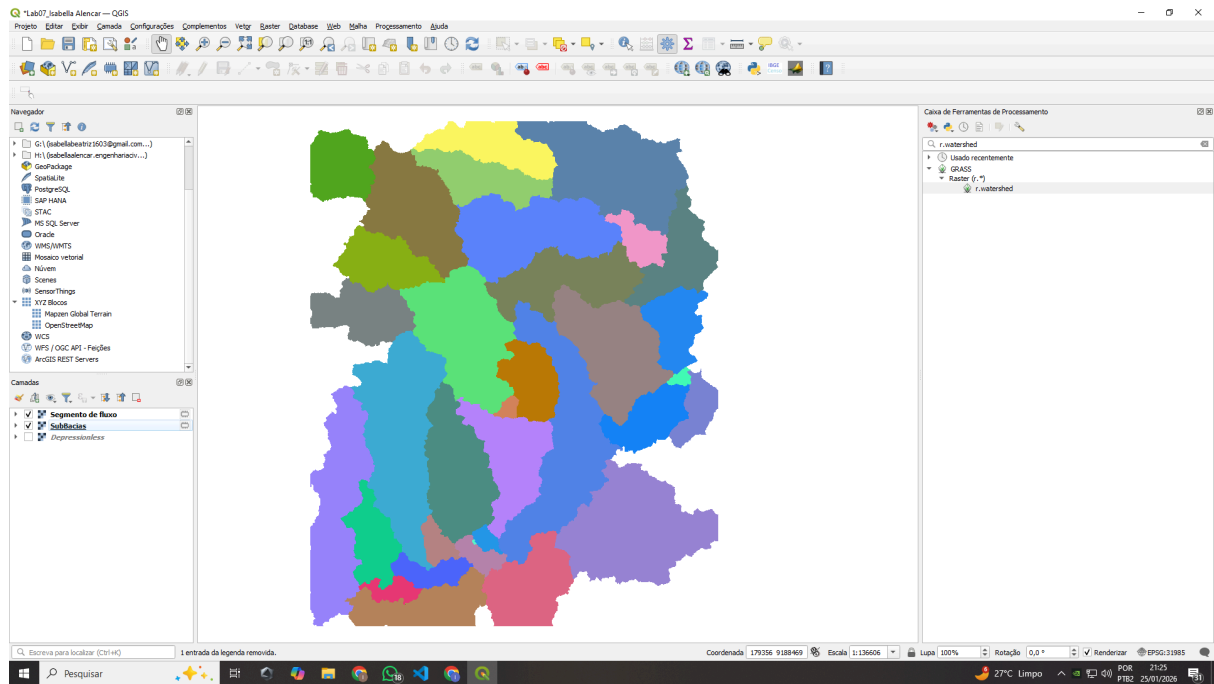 *Lab07_Isabella Alencar — QGIS
Projeto Editar Exibir Camada Configurações Complementos Vetor Raster Database Web Malha Processamento Ajuda
Navegador
G:\ (isabellabeatriz1603@gmail.com...)
H:\ (isabellaalencar.engenhariaciv...)
GeoPackage
SpatiaLite
PostgreSQL
SAP HANA
STAC
MS SQL Server
Oracle
WMS/WMTS
Mosaico vetorial
Núvem
Scenes
SensorThings
XYZ Blocos
Mapzen Global Terrain
OpenStreetMap
WCS
WFS / OGC API - Feições
ArcGIS REST Servers
Camadas
Segmento de fluxo
SubBacias
Depressionless
Caixa de Ferramentas de Processamento
r.watershed
Usado recentemente
GRASS
Raster (r.*)
r.watershed
Escreva para localizar (Ctrl+K)
1 entrada da legenda removida.
Coordenada 179356 9188469 Escala 1:136606 Lupa 100% Rotação 0,0 ° Renderizar EPSG:31985
Pesquisar
18
27°C Limpo
POR
PTB2
21:25
25/01/2026
31